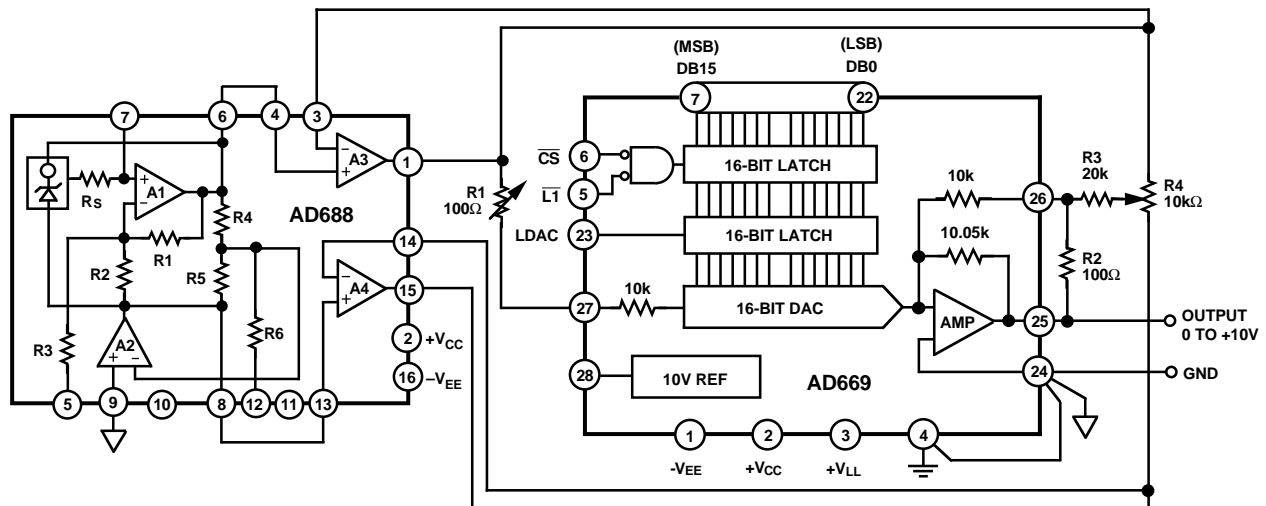 (MSB)
DB15
(LSB)
DB0
7
6
4
3
7
22
A3
−
+
1
6
CS
5
L1
16-BIT LATCH
R1
100Ω
RS
A1
+
−
AD688
R4
R1
R2
R5
R6
R3
A2
+
−
14
A4
−
+
15
2
+VCC
16
−VEE
5
9
10
8
12
11
13
LDAC
23
16-BIT LATCH
27
10k
16-BIT DAC
28
10V REF
AD669
10k
10.05k
AMP
26
R3
20k
R4
10kΩ
R2
100Ω
25
OUTPUT
0 TO +10V
24
GND
1
2
3
4
-VEE
+VCC
+VLL